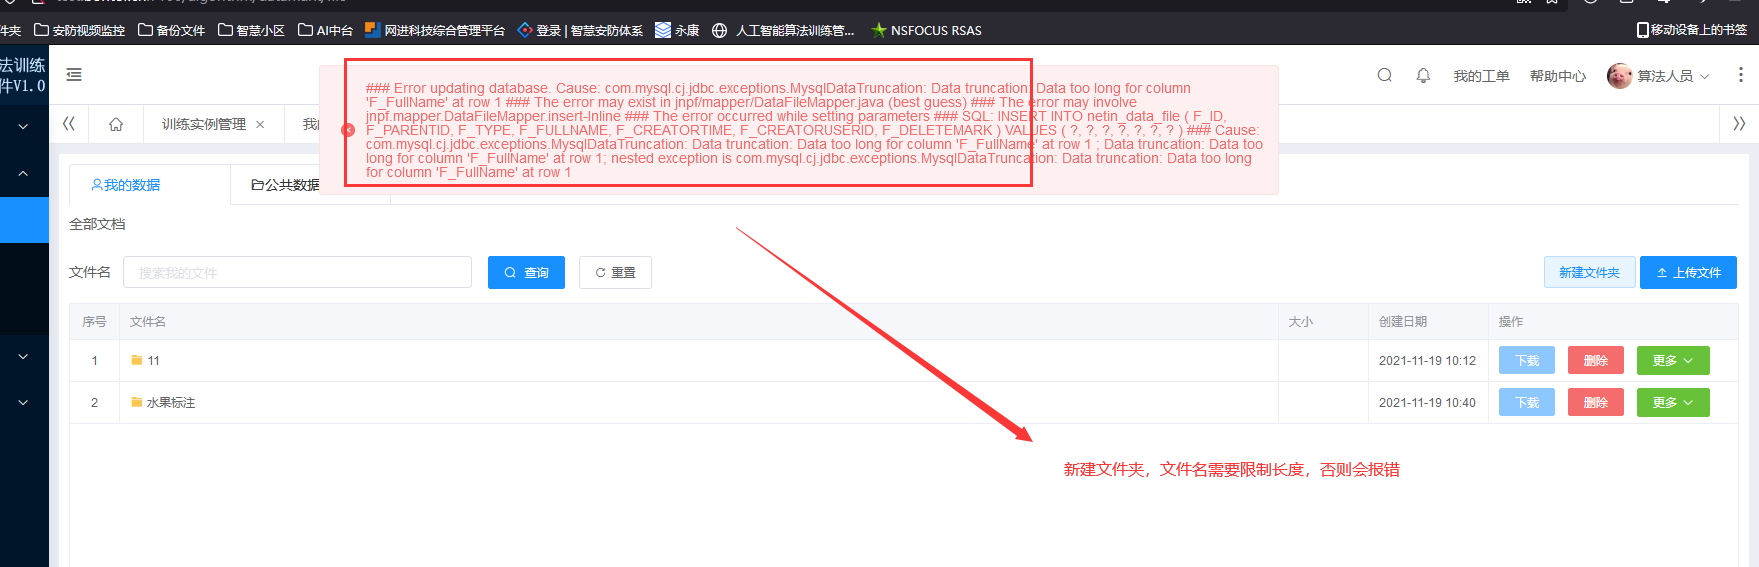 件夹 安防视频监控 备份文件 智慧小区 AI中台 网进科技综合管理平台 登录 | 智慧安防体系 永康 人工智能算法训练管... NSFOCUS RSAS 移动设备上的书签
法训练
件V1.0
我的工单 帮助中心 算法人员
### Error updating database. Cause: com.mysql.cj.jdbc.exceptions.MysqlDataTruncation: Data truncation: Data too long for column
'F_FullName' at row 1 ### The error may exist in jnpf/mapper/DataFileMapper.java (best guess) ### The error may involve
jnpf.mapper.DataFileMapper.insert-Inline ### The error occurred while setting parameters ### SQL: INSERT INTO netin_data_file ( F_ID,
F_PARENTID, F_TYPE, F_FULLNAME, F_CREATORTIME, F_CREATORUSERID, F_DELETEMARK ) VALUES ( ?, ?, ?, ?, ?, ?, ? ) ### Cause:
com.mysql.cj.jdbc.exceptions.MysqlDataTruncation: Data truncation: Data too long for column 'F_FullName' at row 1 ; Data truncation: Data too
long for column 'F_FullName' at row 1; nested exception is com.mysql.cj.jdbc.exceptions.MysqlDataTruncation: Data truncation: Data too long
for column 'F_FullName' at row 1
训练实例管理
我的数据 公共数据
全部文档
文件名 搜索我的文件 查询 重置 新建文件夹 上传文件
序号 文件名 大小 创建日期 操作
1 11 2021-11-19 10:12 下载 删除 更多
2 水果标注 2021-11-19 10:40 下载 删除 更多
新建文件夹，文件名需要限制长度，否则会报错